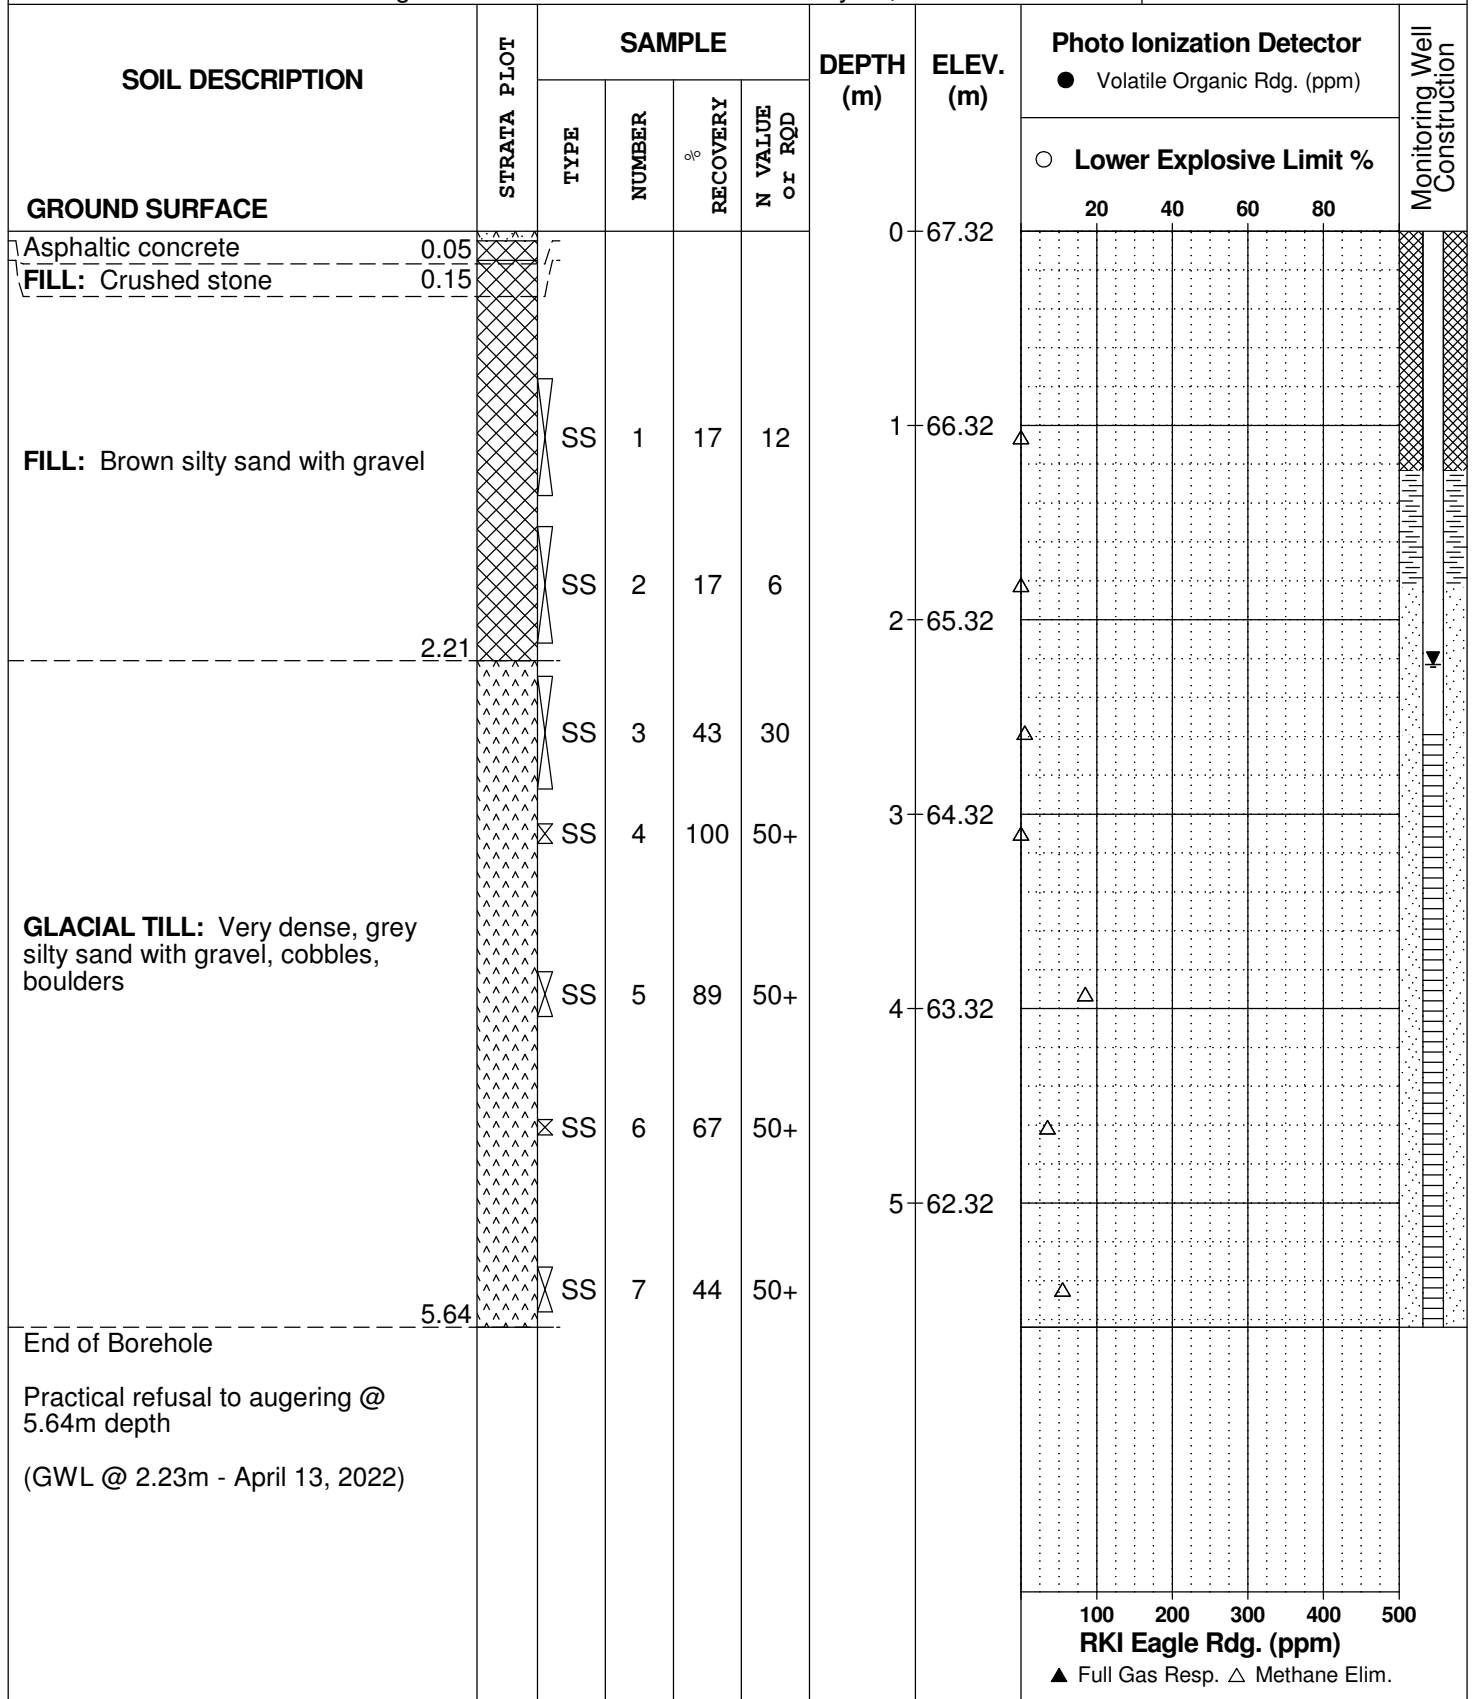 SOIL DESCRIPTION
GROUND SURFACE
STRATA PLOT
SAMPLE
TYPE
NUMBER
% RECOVERY
N VALUE
or RQD
DEPTH
(m)
ELEV.
(m)
Photo Ionization Detector
● Volatile Organic Rdg. (ppm)
○ Lower Explosive Limit %
20 40 60 80
Monitoring Well
Construction
Asphaltic concrete 0.05
FILL: Crushed stone 0.15
FILL: Brown silty sand with gravel
2.21
GLACIAL TILL: Very dense, grey
silty sand with gravel, cobbles,
boulders
5.64
End of Borehole
Practical refusal to augering @
5.64m depth
(GWL @ 2.23m - April 13, 2022)
SS 1 17 12
SS 2 17 6
SS 3 43 30
SS 4 100 50+
SS 5 89 50+
SS 6 67 50+
SS 7 44 50+
0 67.32
1 66.32
2 65.32
3 64.32
4 63.32
5 62.32
100 200 300 400 500
RKI Eagle Rdg. (ppm)
▲ Full Gas Resp. △ Methane Elim.